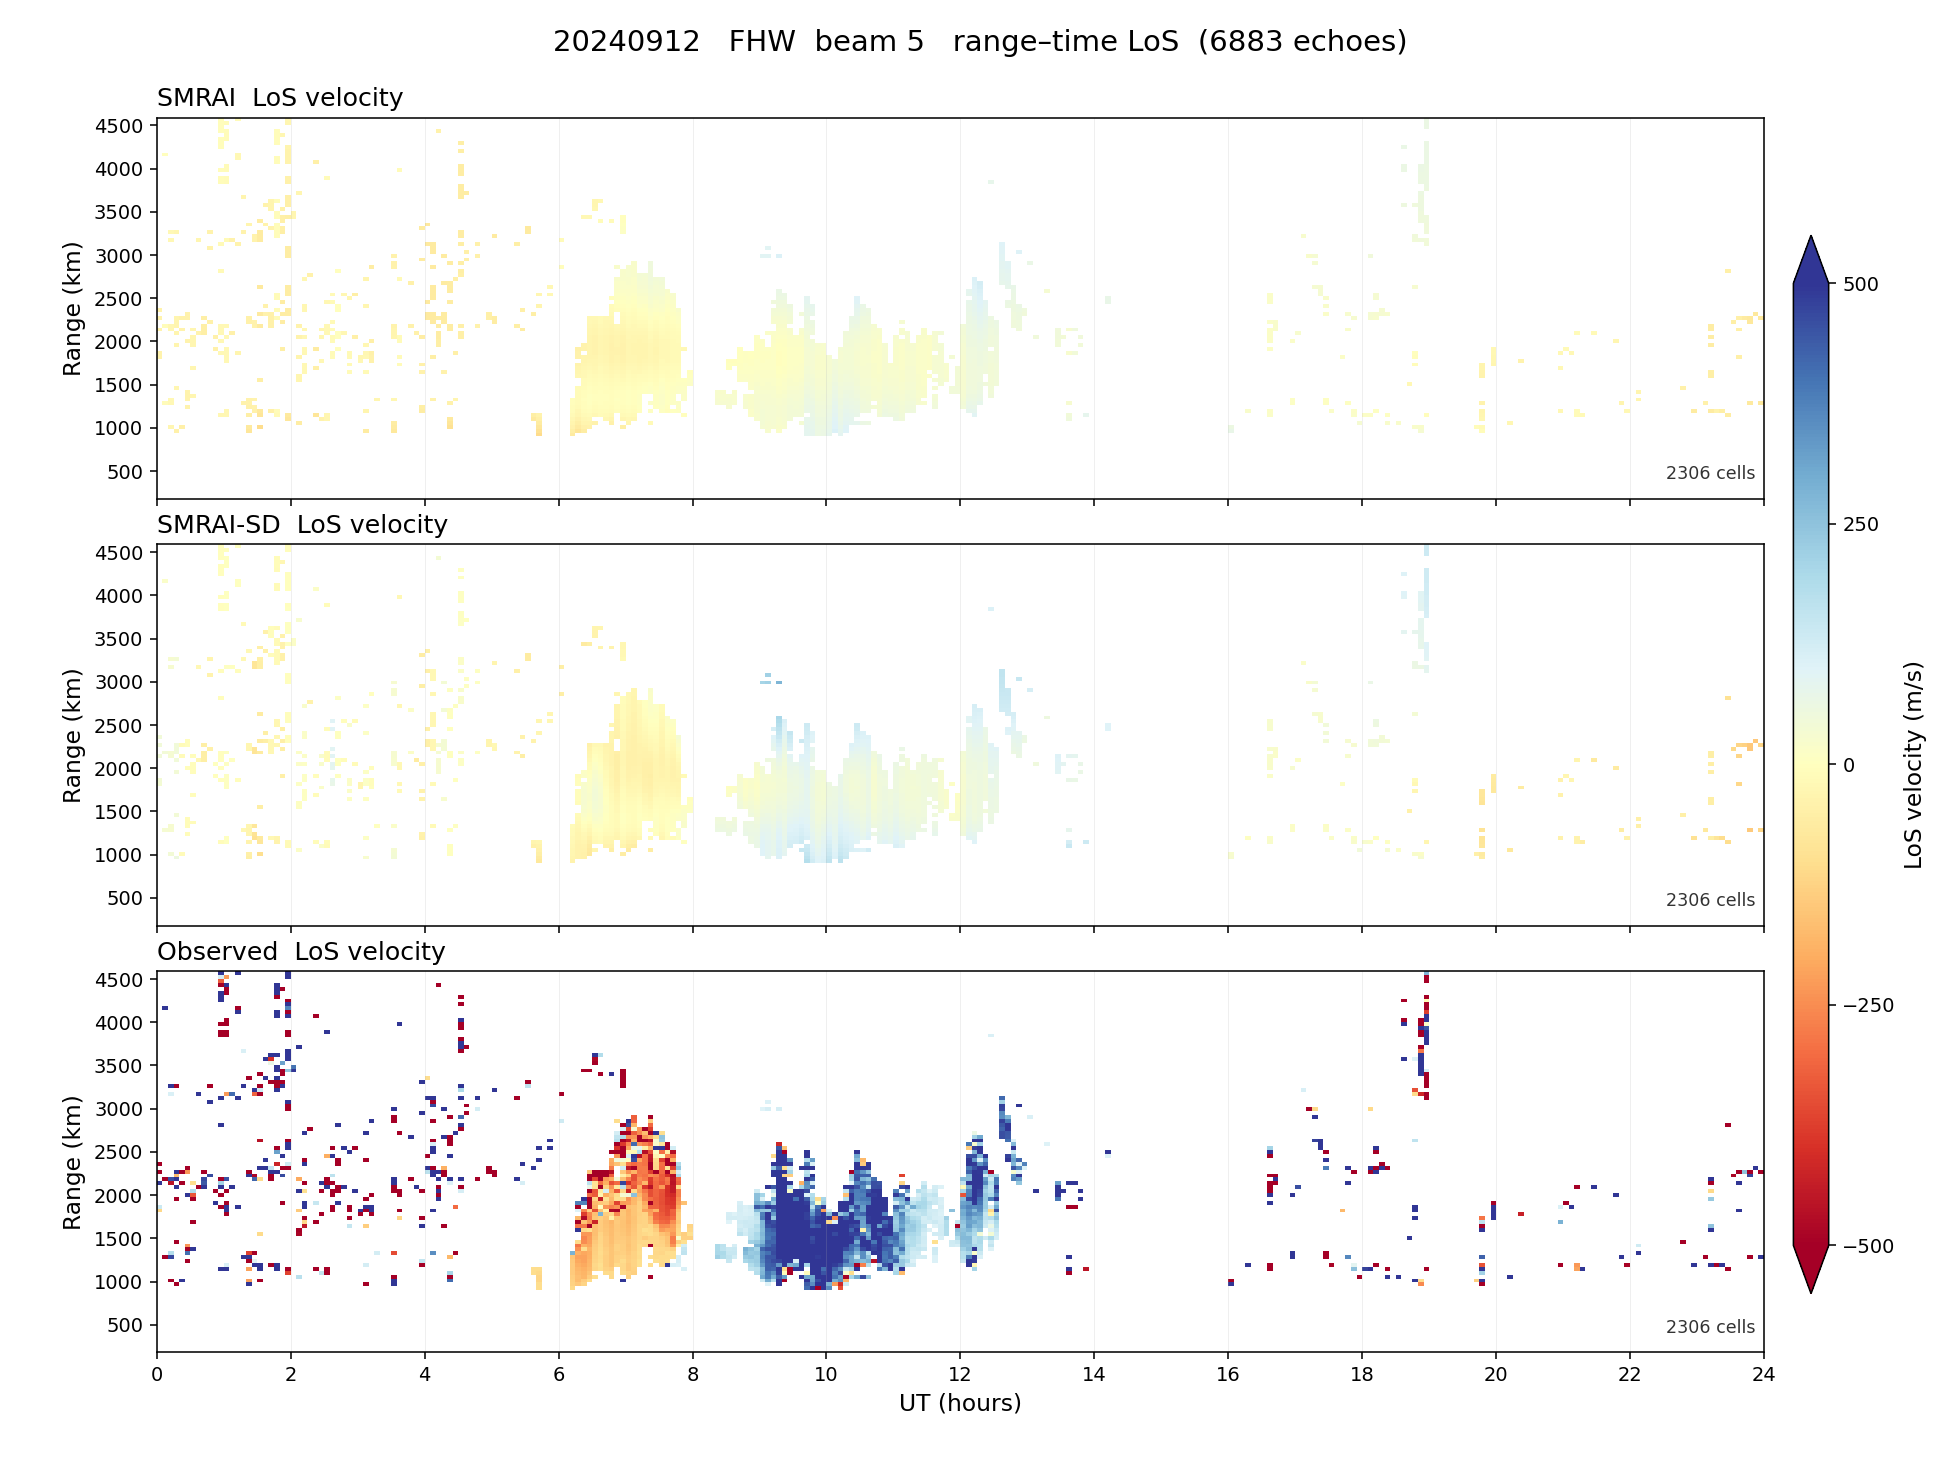 20240912   FHW  beam 5   range–time LoS  (6883 echoes)
SMRAI  LoS velocity
4500
4000
3500
3000
2500
2000
1500
1000
500
Range (km)
2306 cells
SMRAI-SD  LoS velocity
4500
4000
3500
3000
2500
2000
1500
1000
500
Range (km)
2306 cells
Observed  LoS velocity
4500
4000
3500
3000
2500
2000
1500
1000
500
Range (km)
2306 cells
0 2 4 6 8 10 12 14 16 18 20 22 24
UT (hours)
500
250
0
−250
−500
LoS velocity (m/s)